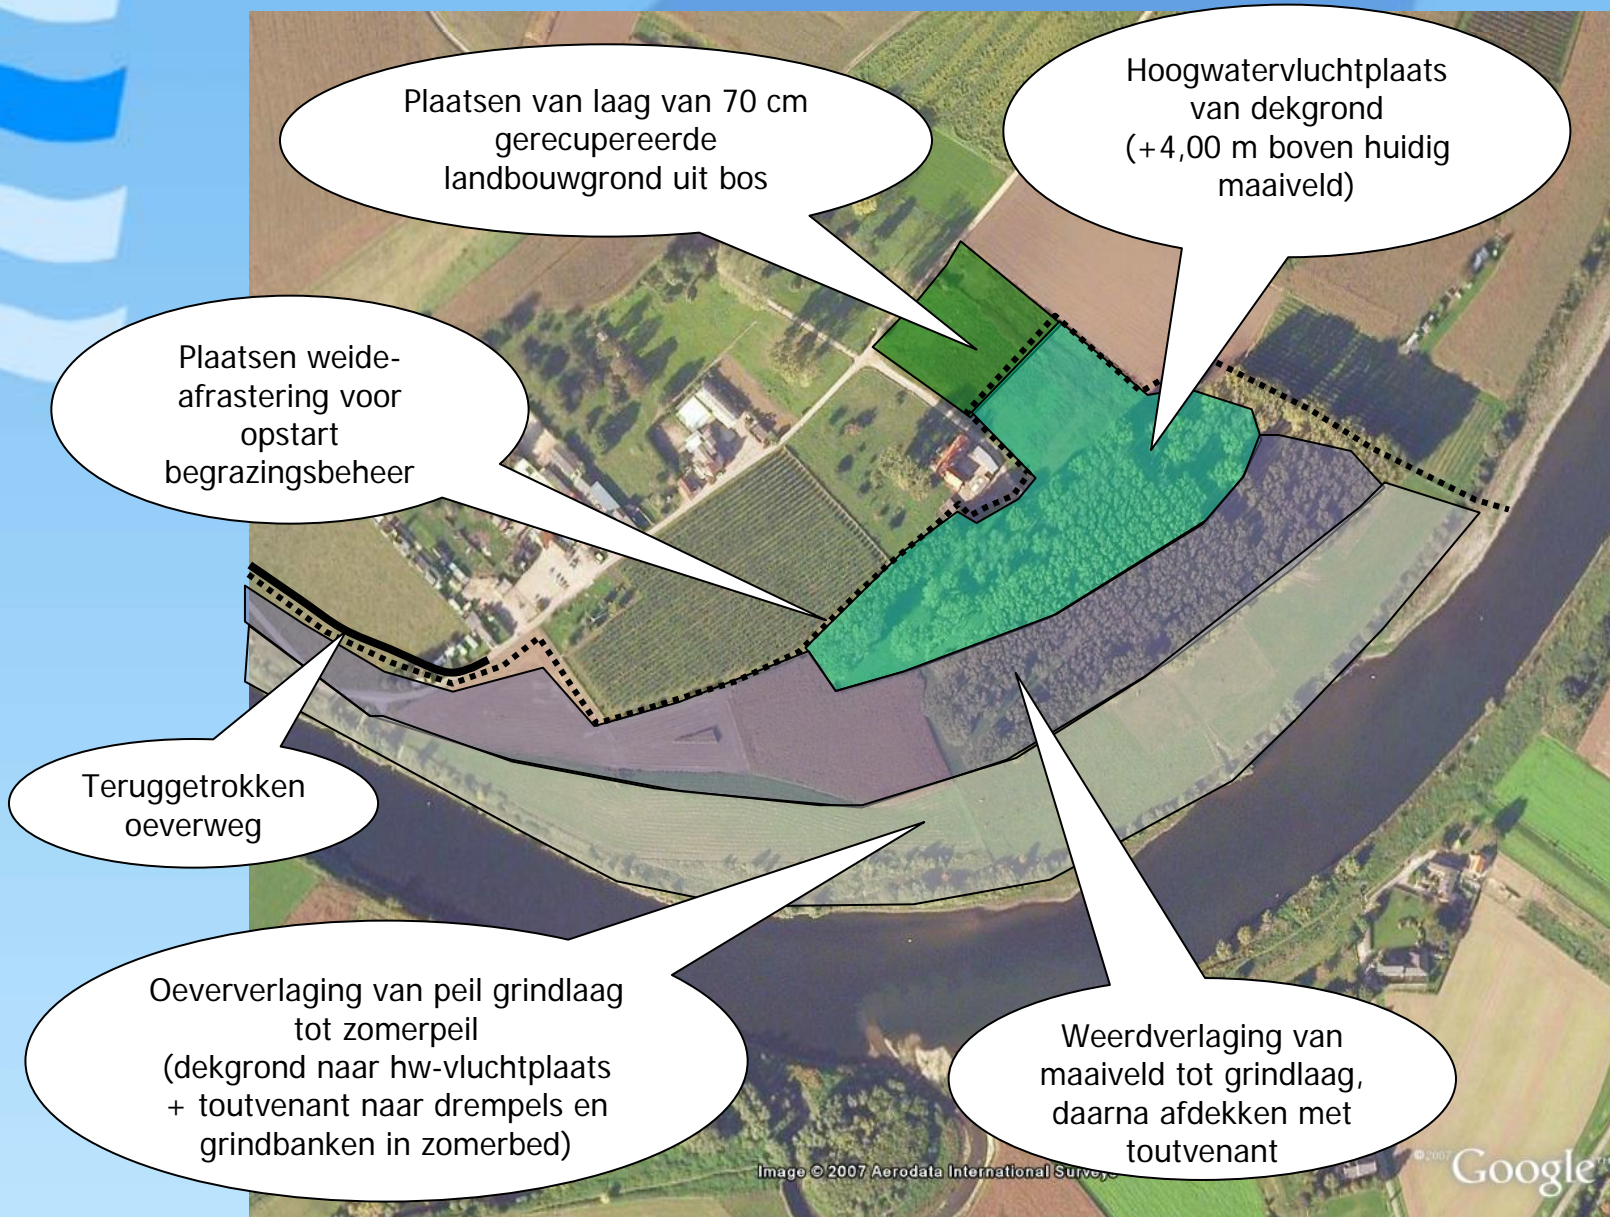 Plaatsen van laag van 70 cm
gerecupereerde
landbouwgrond uit bos
Hoogwatervluchtplaats
van dekgrond
(+4,00 m boven huidig
maaiveld)
Plaatsen weide-
afrastering voor
opstart
begrazingsbeheer
Teruggetrokken
oeverweg
Oeververlaging van peil grindlaag
tot zomerpeil
(dekgrond naar hw-vluchtplaats
+ toutvenant naar drempels en
grindbanken in zomerbed)
Weerdverlaging van
maaiveld tot grindlaag,
daarna afdekken met
toutvenant
Image © 2007 Aerodata International Surveys
©2007 Google™